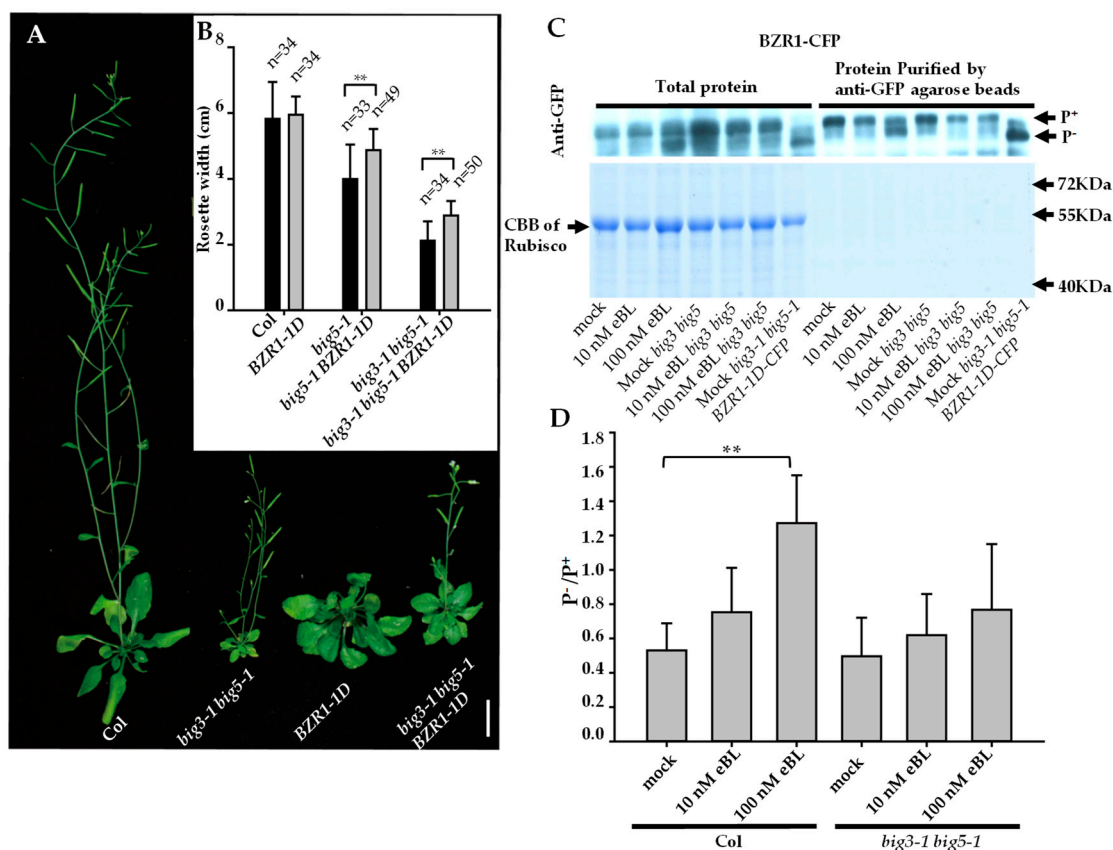 A
Col
big3-1 big5-1
BZR1-1D
big3-1 big5-1
BZR1-1D
B
Rosette width (cm)
8
6
4
2
0
n=34
n=34
**
n=33
n=49
**
n=34
n=50
Col
BZR1-1D
big5-1
big5-1 BZR1-1D
big3-1 big5-1
big3-1 big5-1 BZR1-1D
C
BZR1-CFP
Total protein
Protein Purified by
anti-GFP agarose beads
Anti-GFP
P+
P-
CBB of
Rubisco
72KDa
55KDa
40KDa
mock
10 nM eBL
100 nM eBL
Mock big3 big5
10 nM eBL big3 big5
100 nM eBL big3 big5
Mock big3-1 big5-1
BZR1-1D-CFP
mock
10 nM eBL
100 nM eBL
Mock big3 big5
10 nM eBL big3 big5
100 nM eBL big3 big5
Mock big3-1 big5-1
BZR1-1D-CFP
D
P-/P+
1.8
1.6
1.4
1.2
1.0
0.8
0.6
0.4
0.2
0.0
**
mock
10 nM eBL
100 nM eBL
mock
10 nM eBL
100 nM eBL
Col
big3-1 big5-1